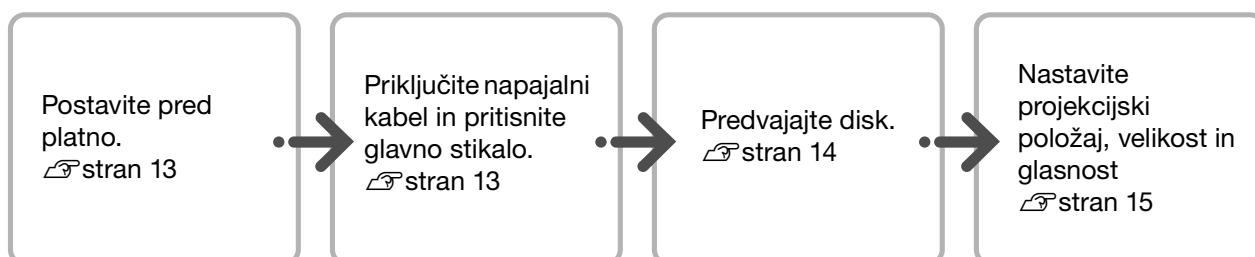 Postavite pred
platno.
stran 13
Priključite napajalni
kabel in pritisnite
glavno stikalo.
stran 13
Predvajajte disk.
stran 14
Nastavite
projekcijski
položaj, velikost in
glasnost
stran 15